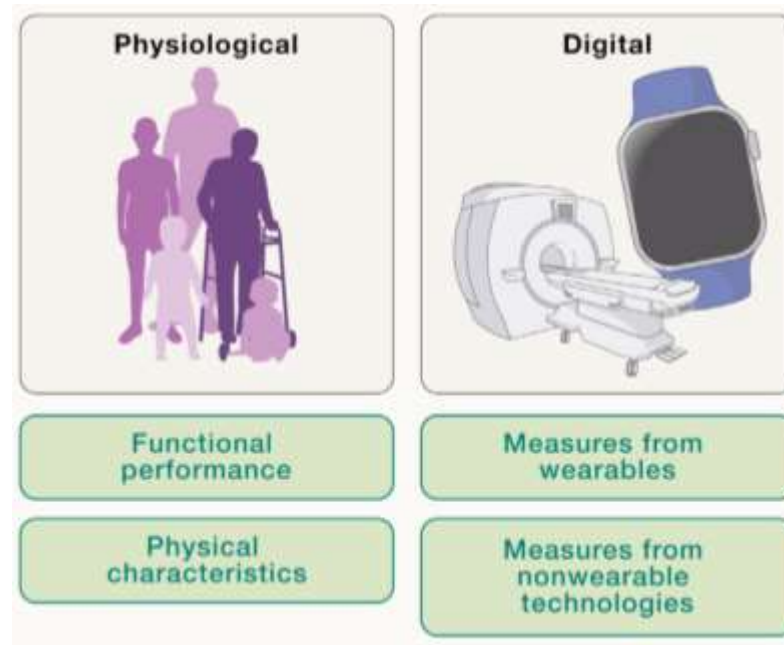 Physiological
Digital
Functional
performance
Measures from
wearables
Physical
characteristics
Measures from
nonwearable
technologies